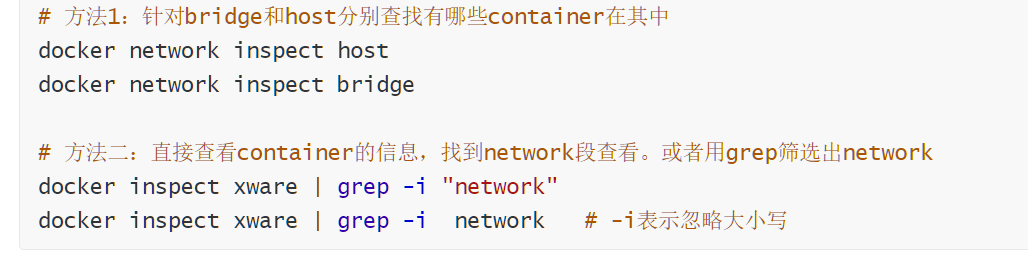 # 方法1：针对bridge和host分别查找有哪些container在其中
docker network inspect host
docker network inspect bridge
# 方法二：直接查看container的信息，找到network段查看。或者用grep筛选出network
docker inspect xware | grep -i "network"
docker inspect xware | grep -i  network   # -i表示忽略大小写